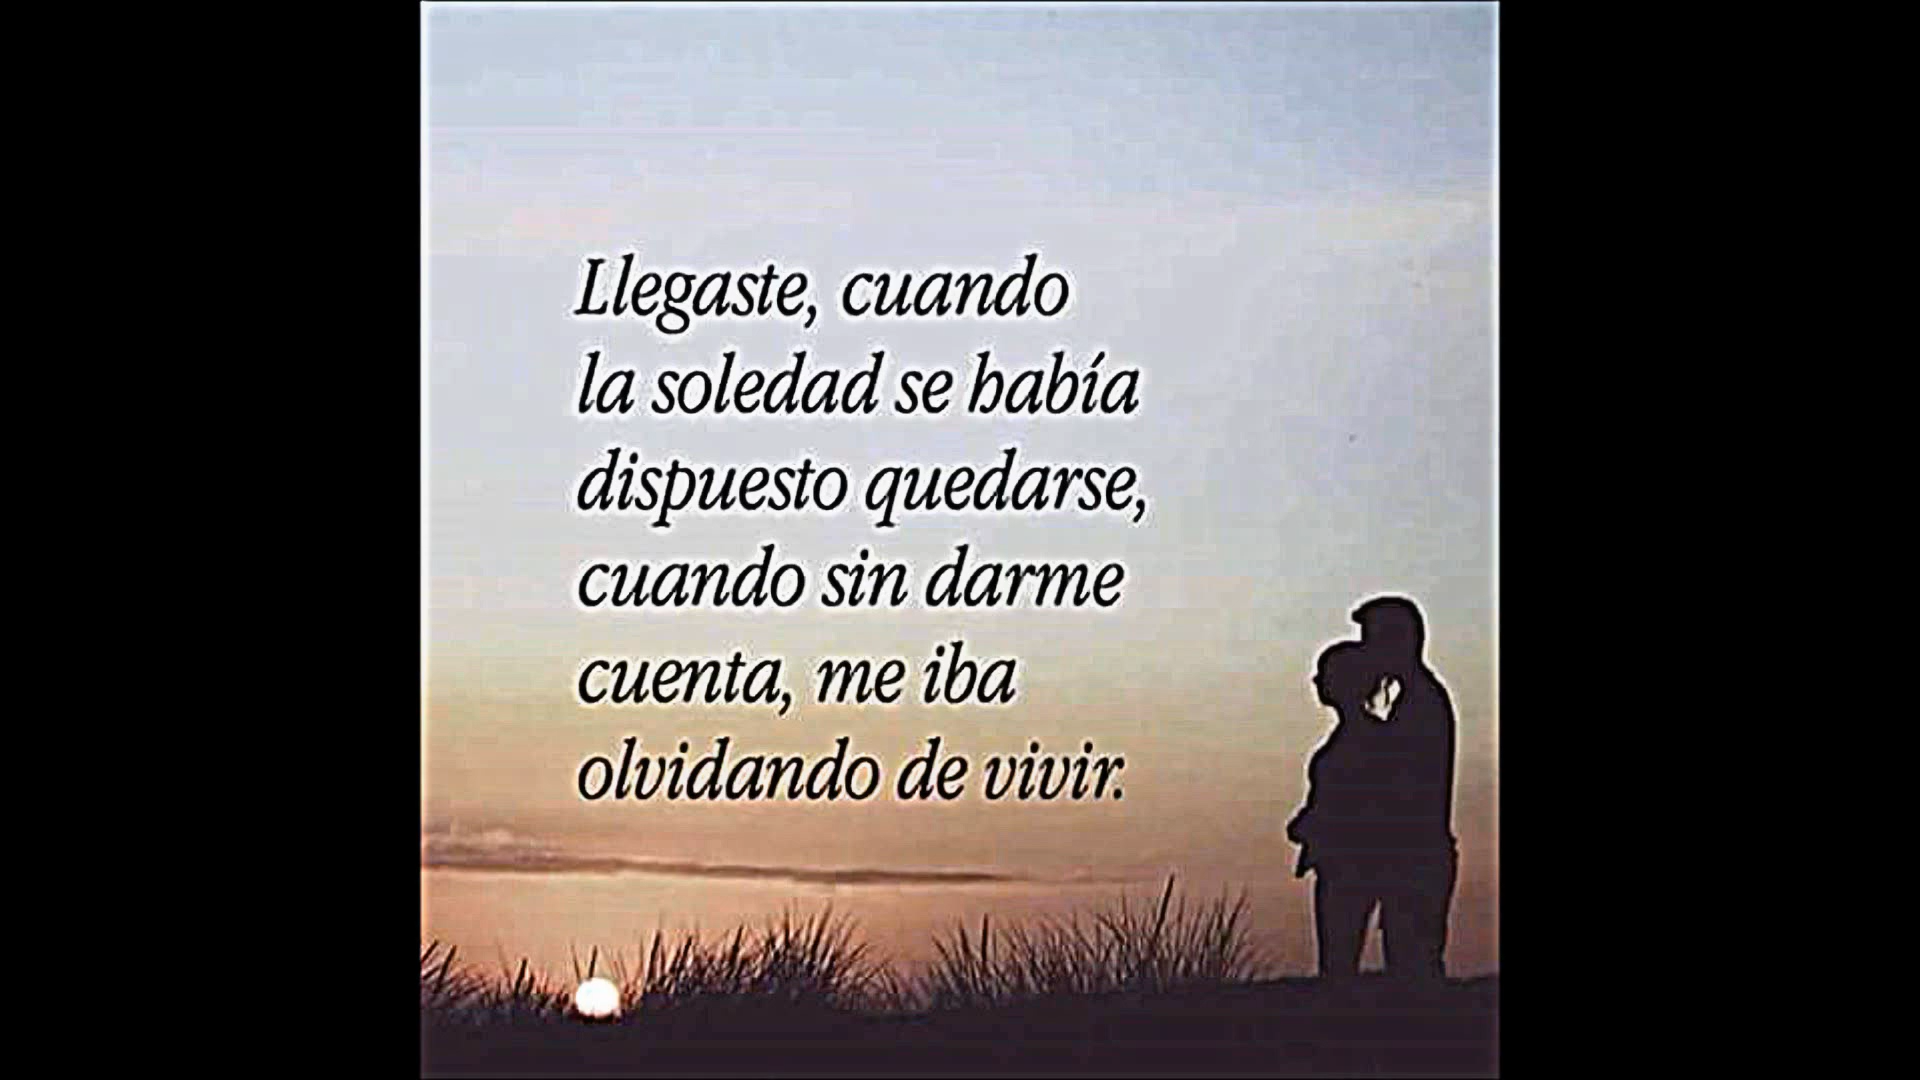 Llegaste, cuando
la soledad se había
dispuesto quedarse,
cuando sin darme
cuenta, me iba
olvidando de vivir.